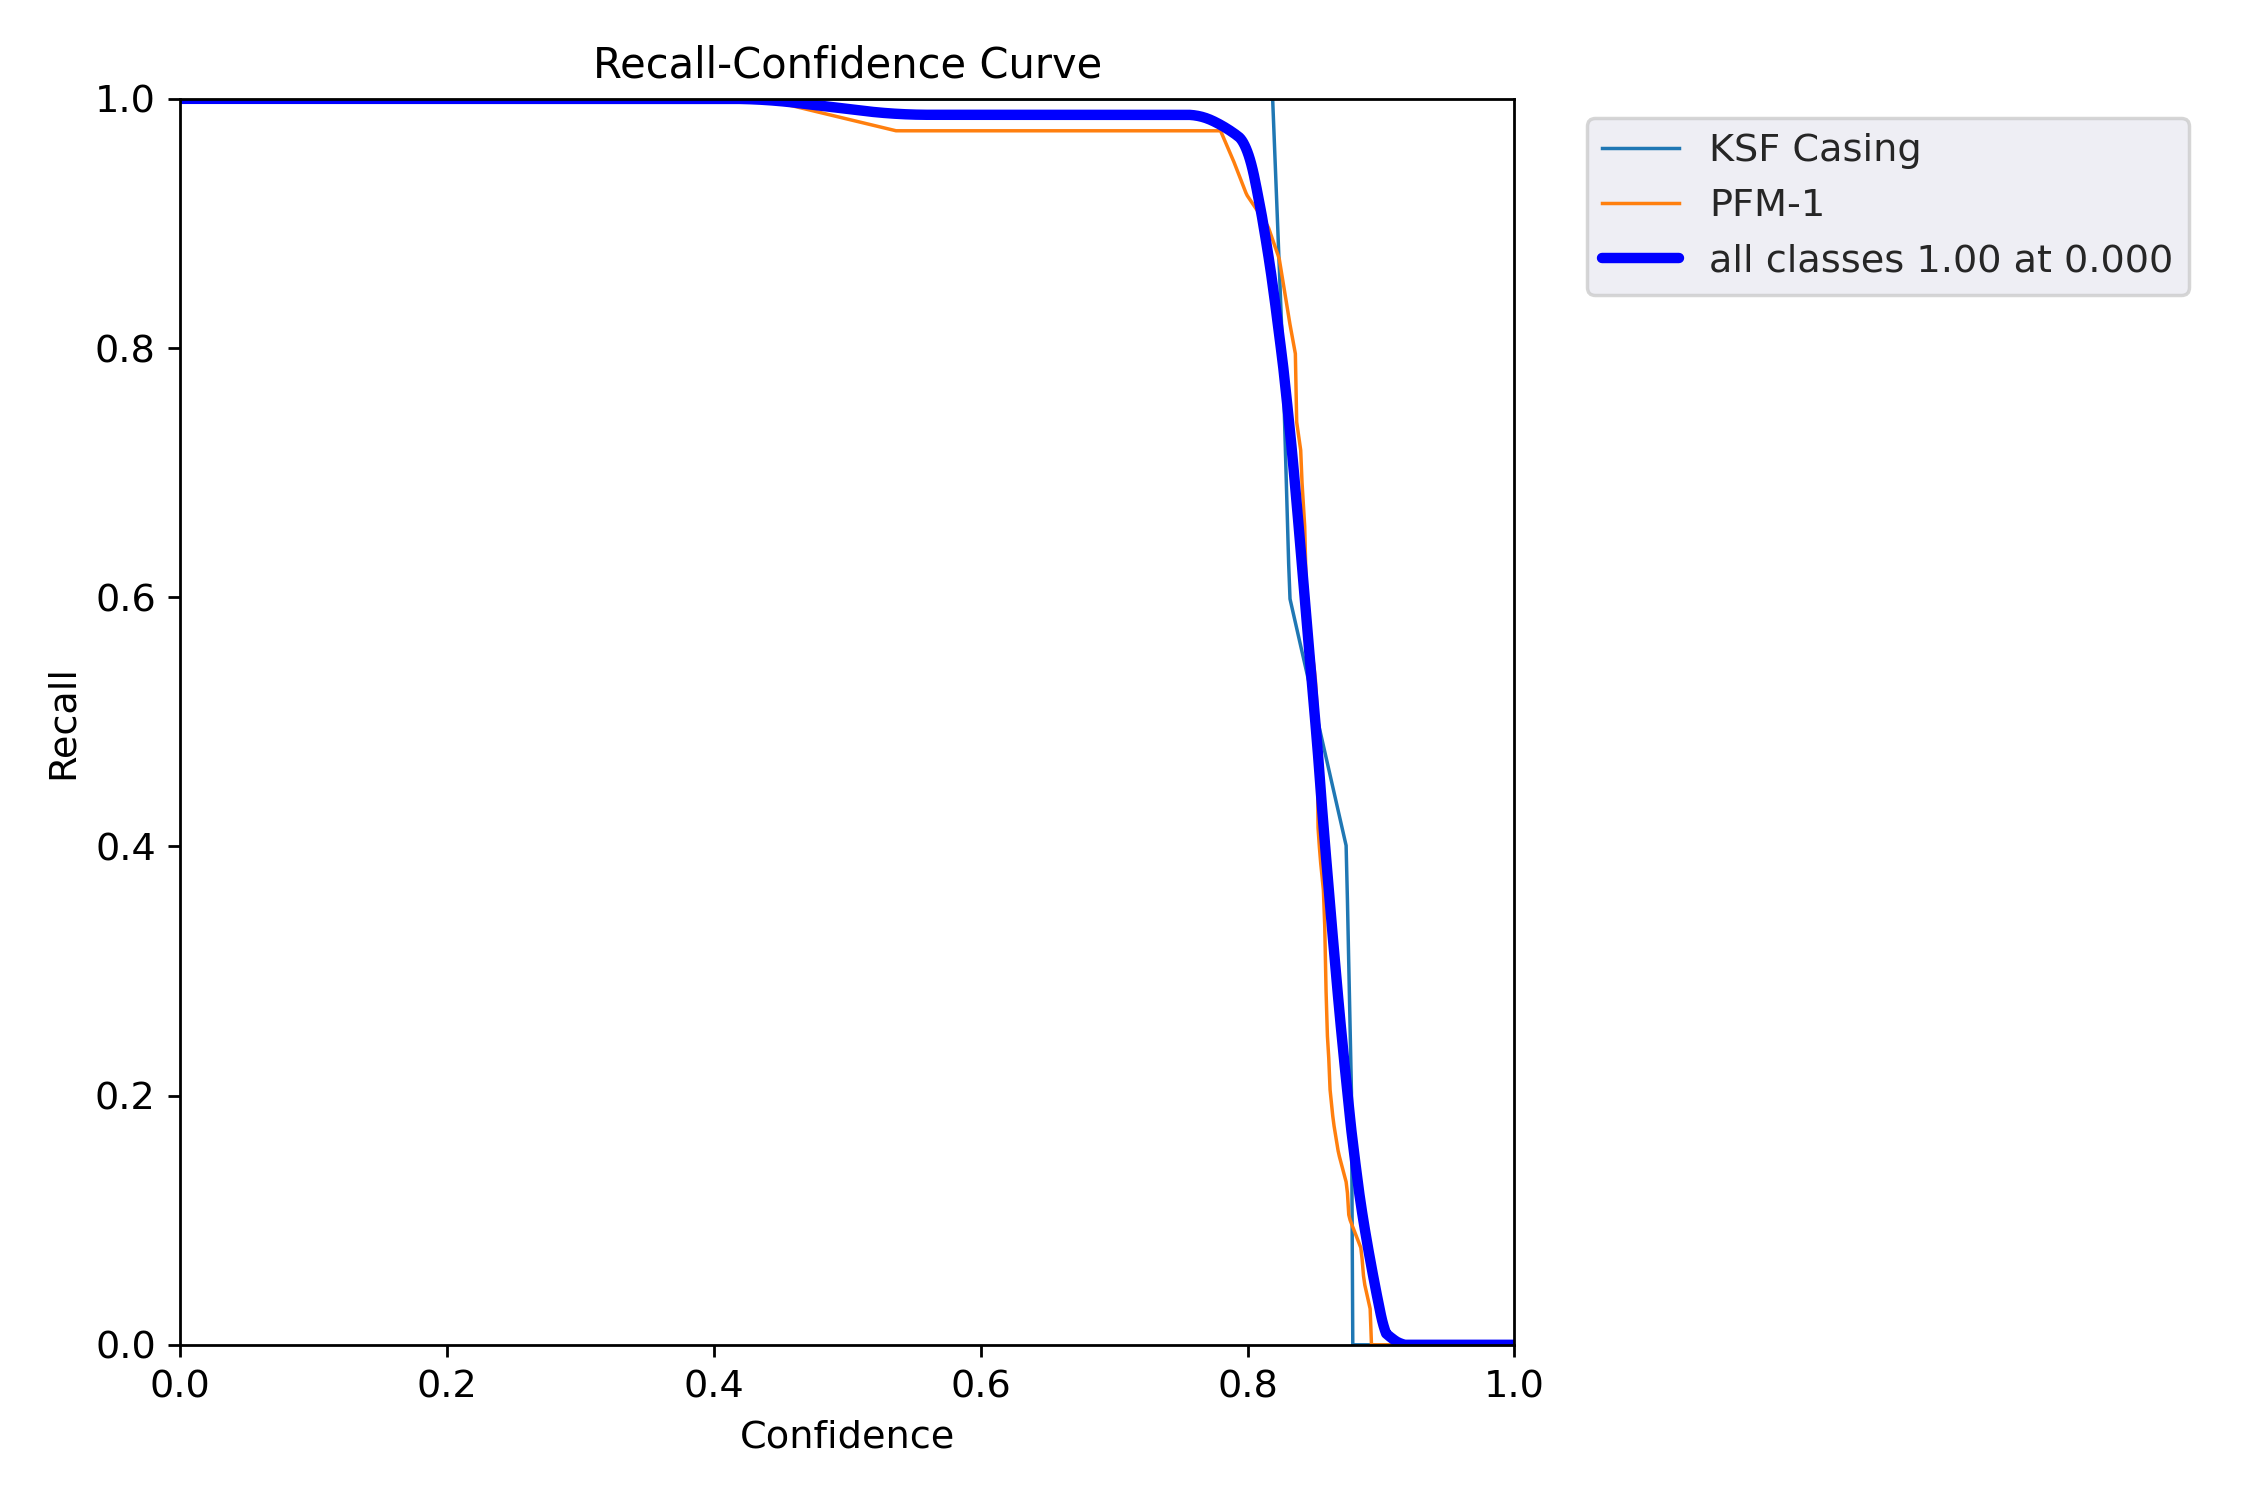 Recall-Confidence Curve
1.0
0.8
0.6
0.4
0.2
0.0
Recall
0.0 0.2 0.4 0.6 0.8 1.0
Confidence
KSF Casing
PFM-1
all classes 1.00 at 0.000